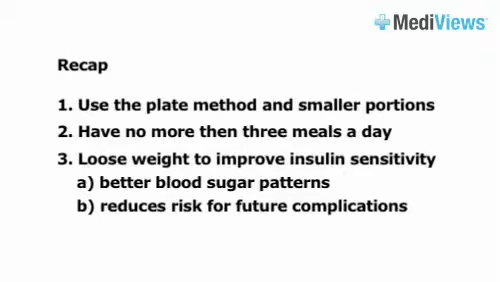 MediViews
Recap
1. Use the plate method and smaller portions
2. Have no more then three meals a day
3. Loose weight to improve insulin sensitivity
a) better blood sugar patterns
b) reduces risk for future complications